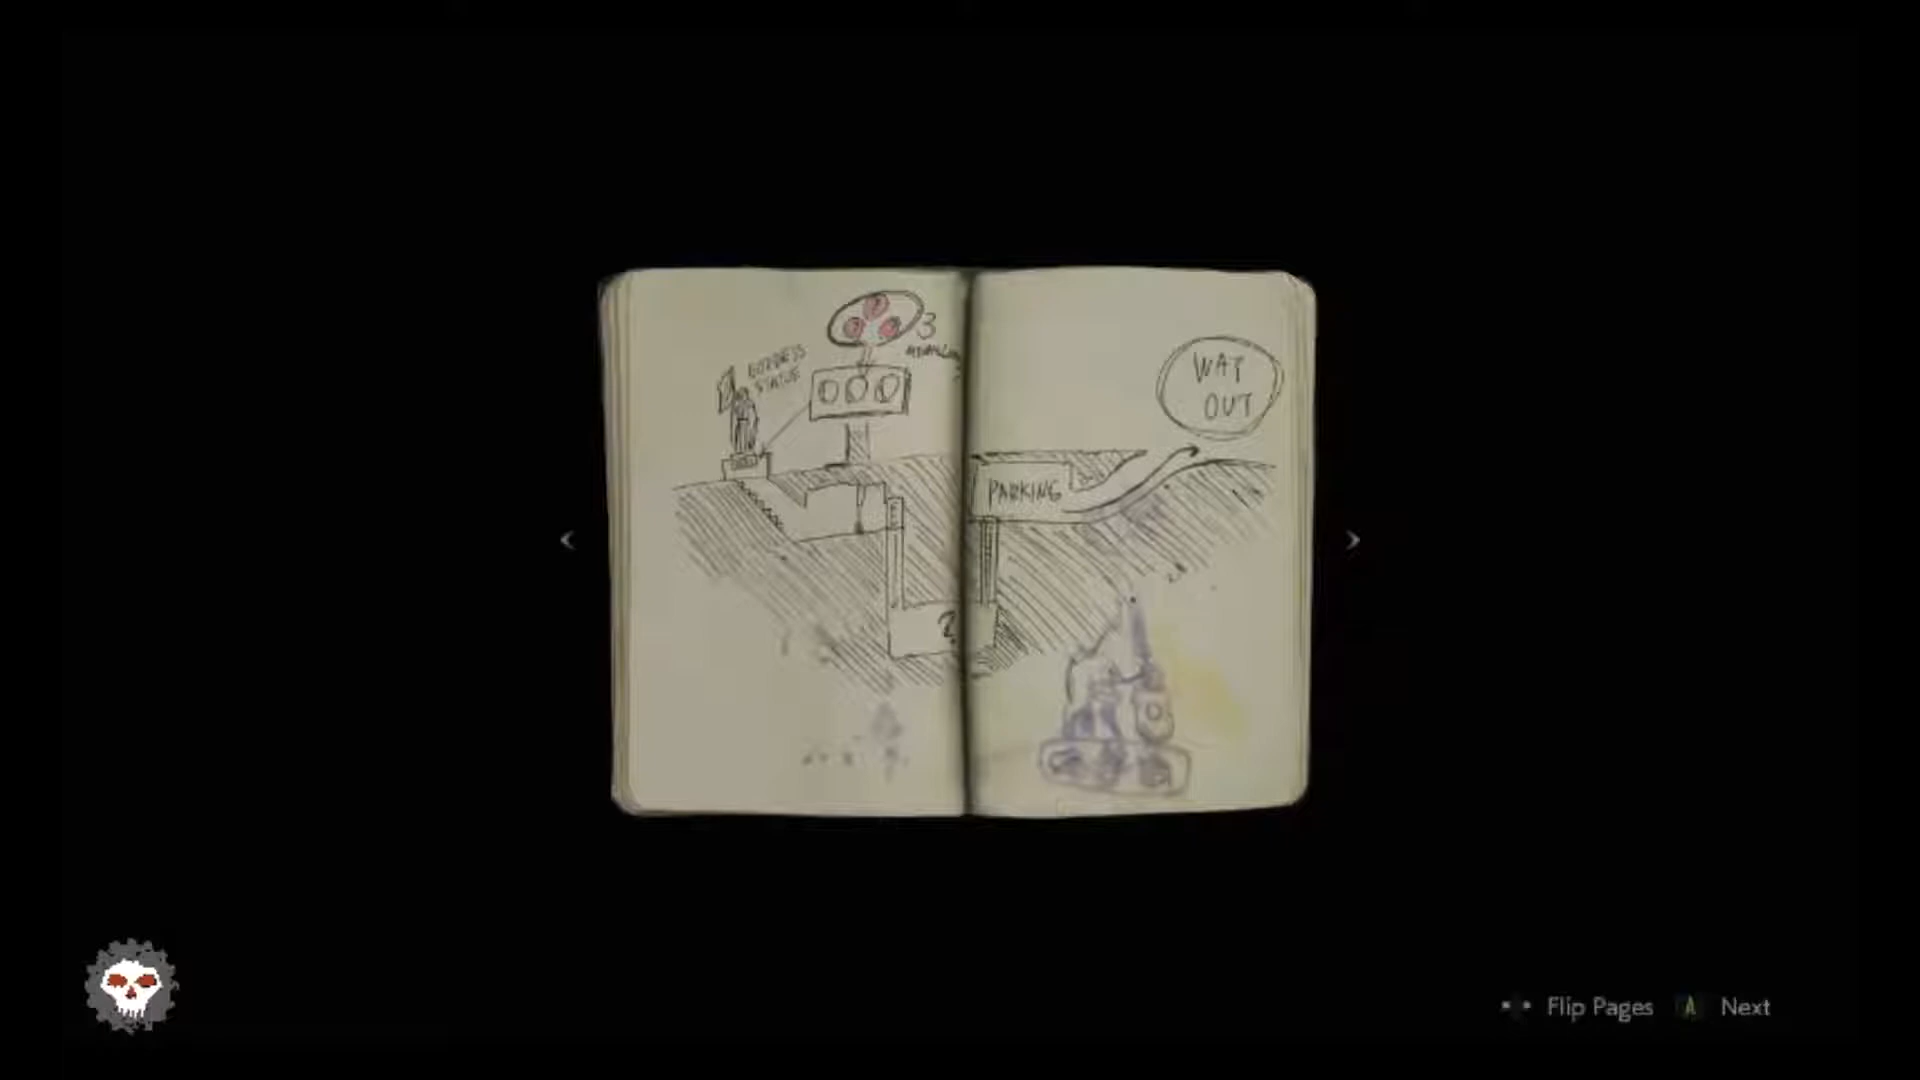 3
GODDESS
STATUE
WAY
OUT
PARKING
?
Flip Pages A Next